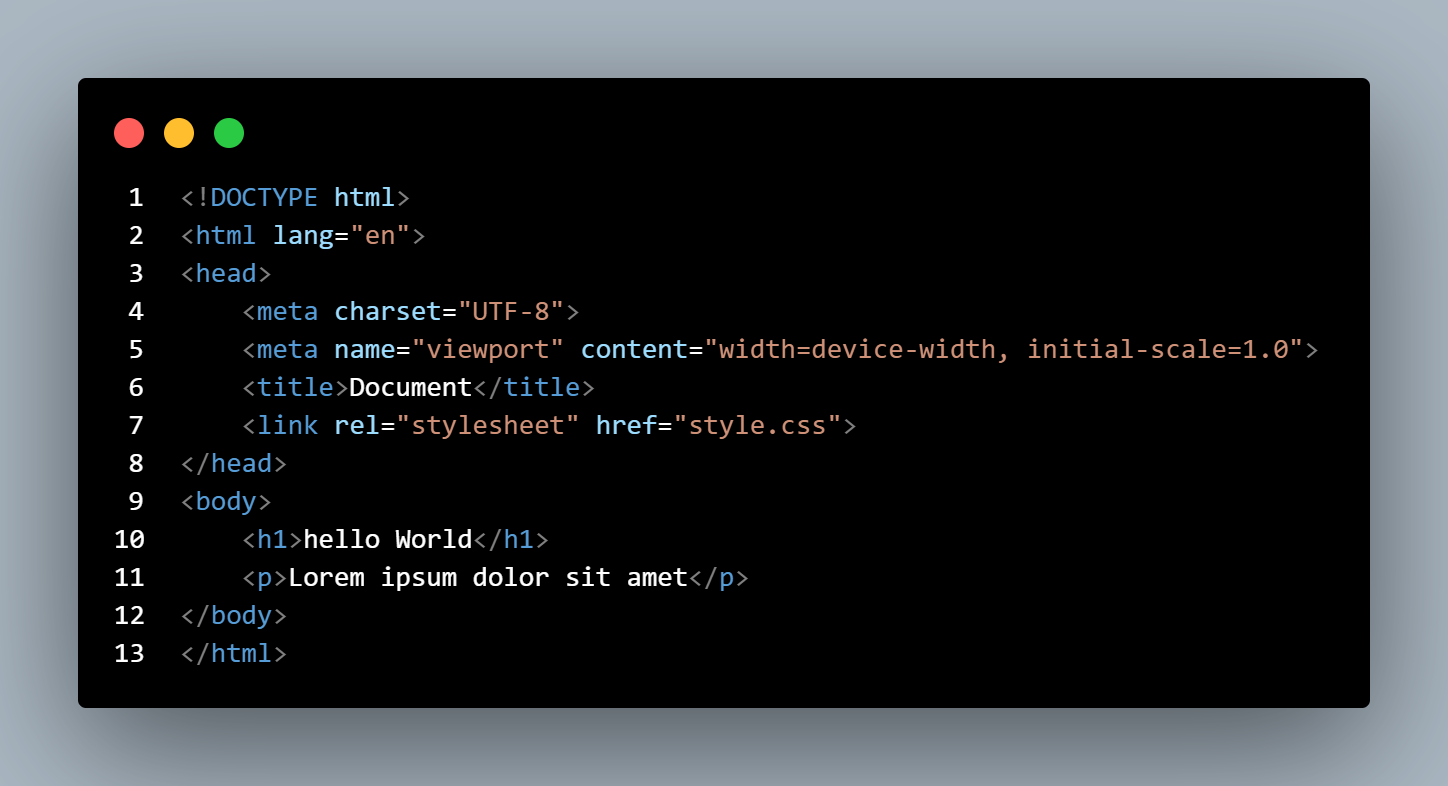 1 <!DOCTYPE html>
2 <html lang="en">
3 <head>
4     <meta charset="UTF-8">
5     <meta name="viewport" content="width=device-width, initial-scale=1.0">
6     <title>Document</title>
7     <link rel="stylesheet" href="style.css">
8 </head>
9 <body>
10     <h1>hello World</h1>
11     <p>Lorem ipsum dolor sit amet</p>
12 </body>
13 </html>